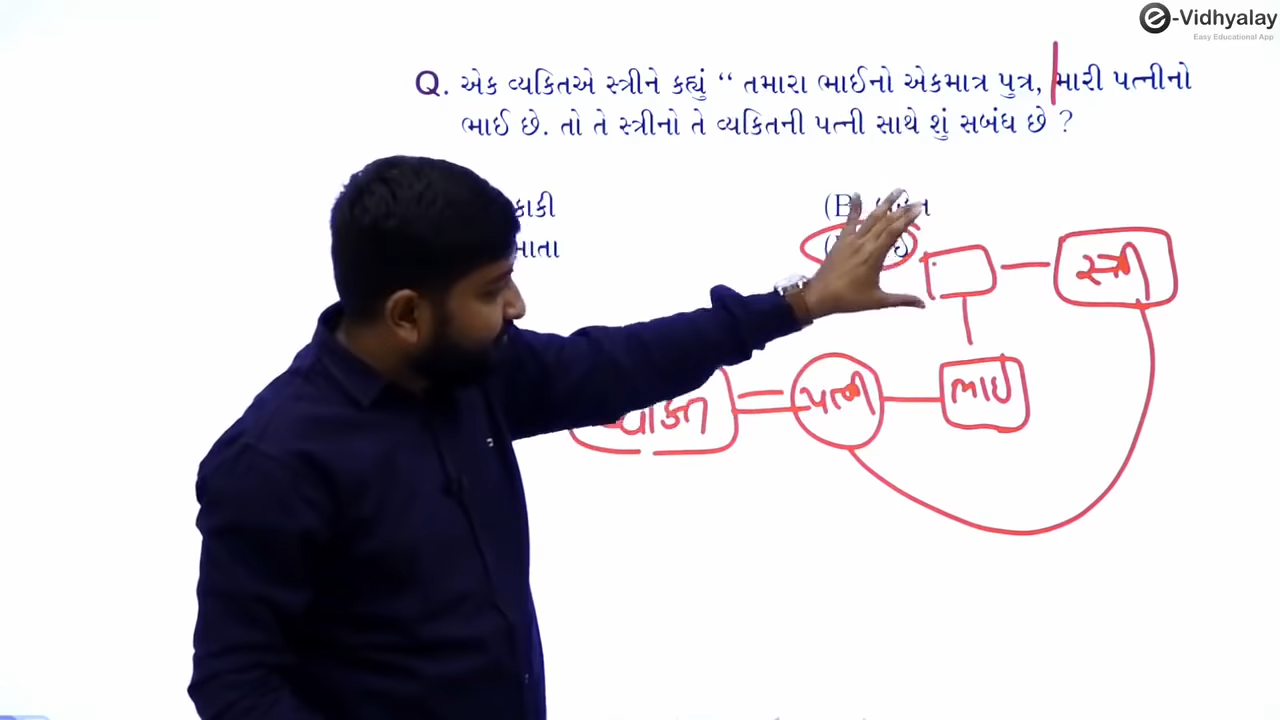 e-Vidhyalay
Easy Educational App
Q. એક વ્યકિતએ સ્ત્રીને કહ્યું “ તમારા ભાઈનો એકમાત્ર પુત્ર, મારી પત્નીનો
ભાઈ છે. તો તે સ્ત્રીનો તે વ્યકિતની પત્ની સાથે શું સબંધ છે ?
કાકી
(B)
સ્ત્રી
પત્ની
ભાઈ